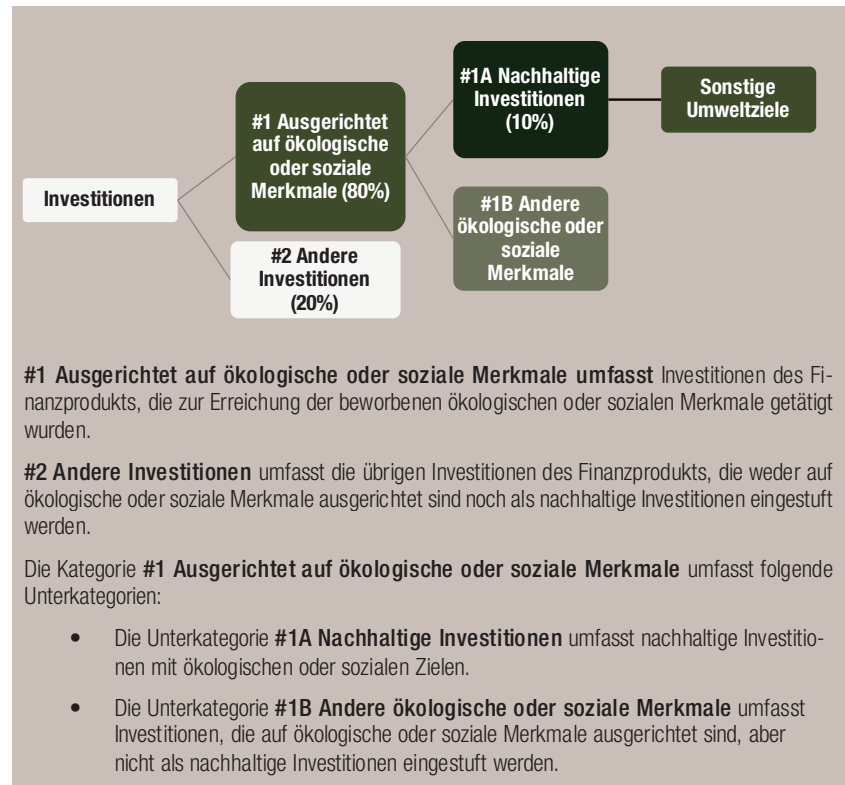 #1A Nachhaltige
Investitionen
(10%)
Sonstige
Umweltziele
#1 Ausgerichtet
auf ökologische
oder soziale
Merkmale (80%)
Investitionen
#1B Andere
ökologische oder
soziale
Merkmale
#2 Andere
Investitionen
(20%)
#1 Ausgerichtet auf ökologische oder soziale Merkmale umfasst Investitionen des Fi-
nanzprodukts, die zur Erreichung der beworbenen ökologischen oder sozialen Merkmale getätigt
wurden.
#2 Andere Investitionen umfasst die übrigen Investitionen des Finanzprodukts, die weder auf
ökologische oder soziale Merkmale ausgerichtet sind noch als nachhaltige Investitionen eingestuft
werden.
Die Kategorie #1 Ausgerichtet auf ökologische oder soziale Merkmale umfasst folgende
Unterkategorien:
• Die Unterkategorie #1A Nachhaltige Investitionen umfasst nachhaltige Investitio-
nen mit ökologischen oder sozialen Zielen.
• Die Unterkategorie #1B Andere ökologische oder soziale Merkmale umfasst
Investitionen, die auf ökologische oder soziale Merkmale ausgerichtet sind, aber
nicht als nachhaltige Investitionen eingestuft werden.